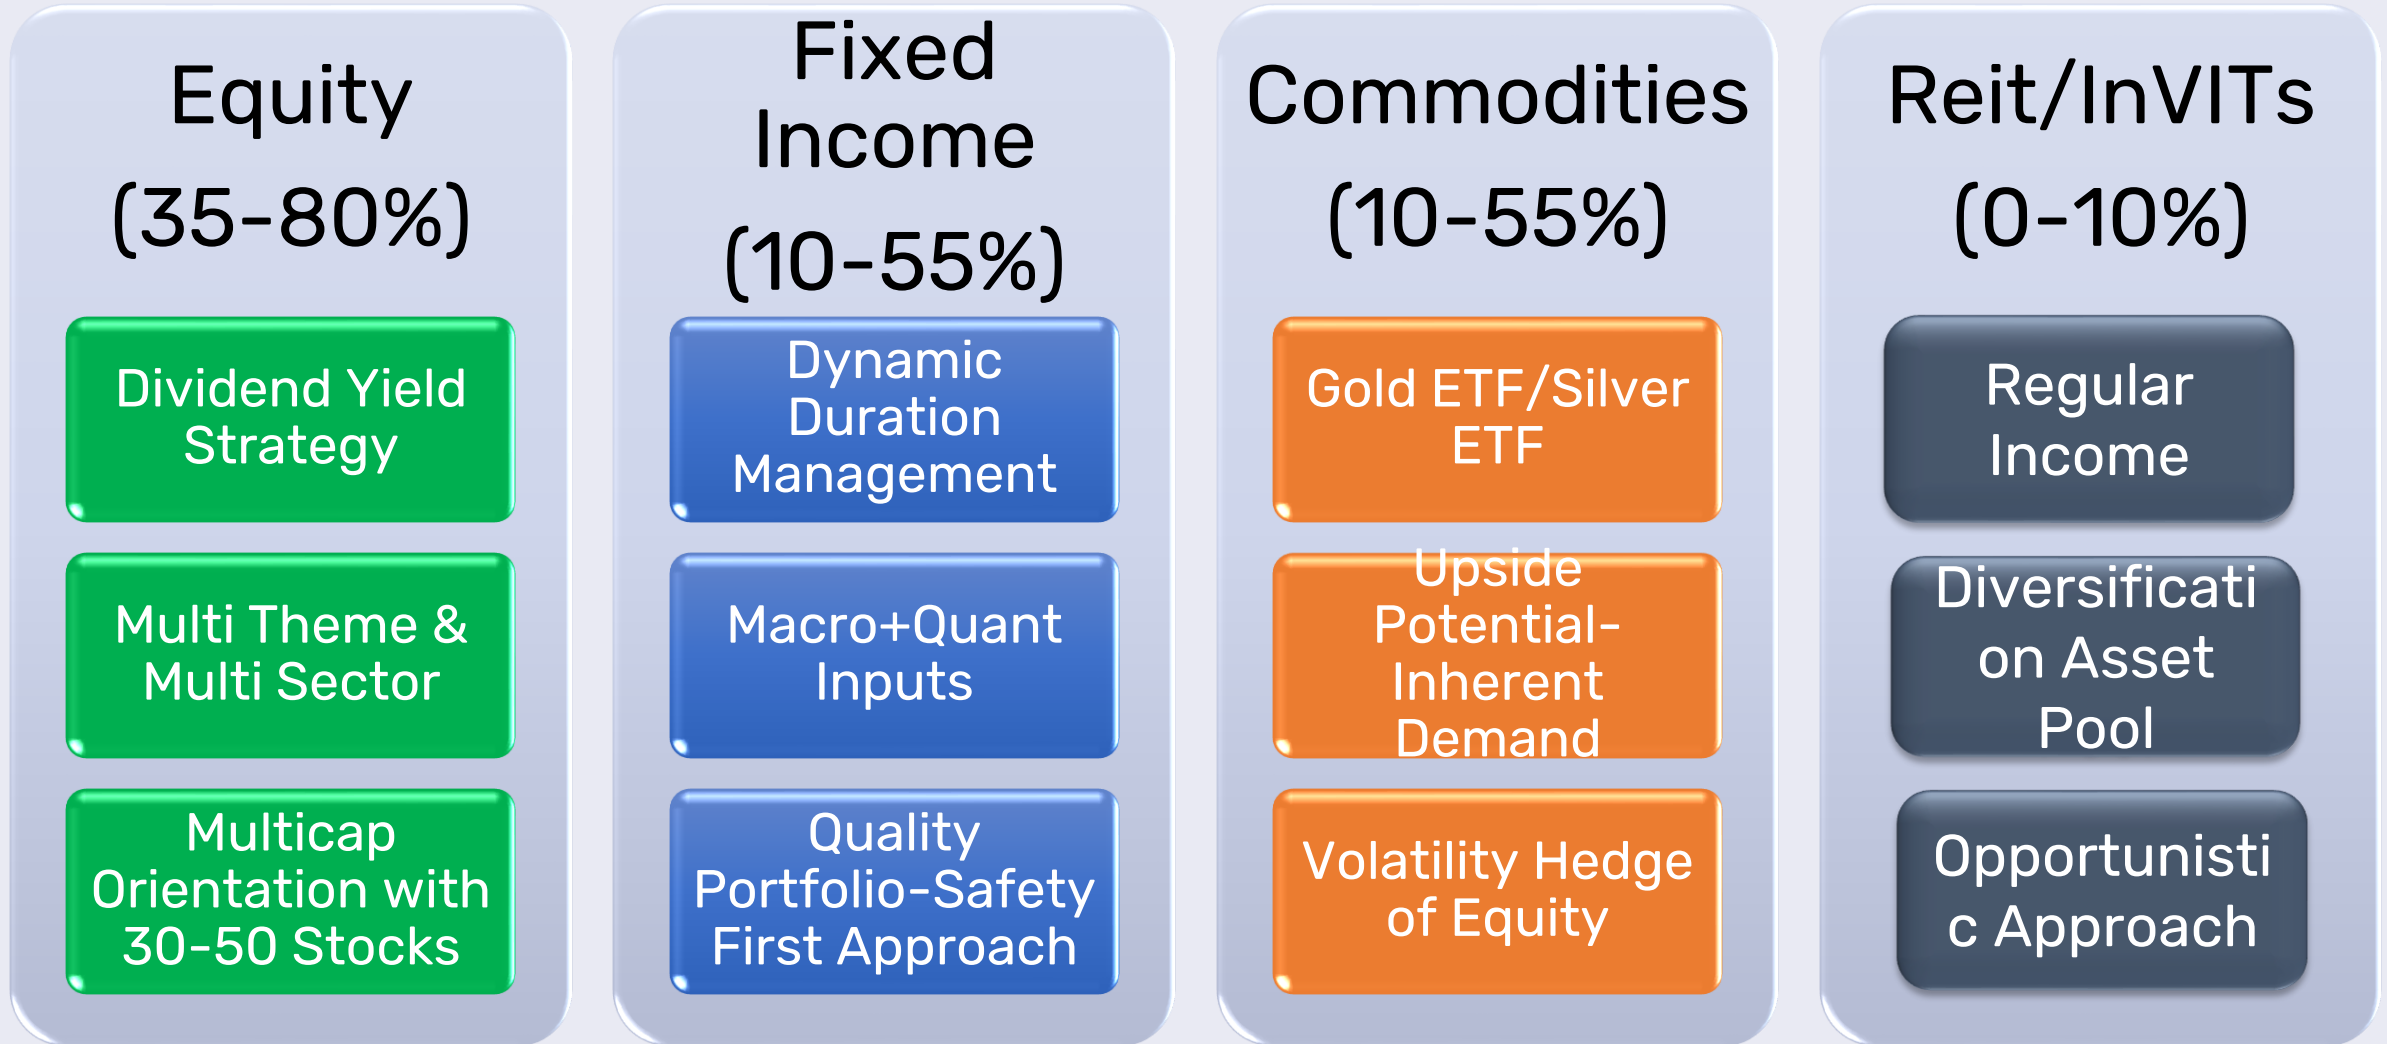 Equity
(35-80%)
Dividend Yield
Strategy
Multi Theme &
Multi Sector
Multicap
Orientation with
30-50 Stocks
Fixed
Income
(10-55%)
Dynamic
Duration
Management
Macro+Quant
Inputs
Quality
Portfolio-Safety
First Approach
Commodities
(10-55%)
Gold ETF/Silver
ETF
Upside
Potential-
Inherent
Demand
Volatility Hedge
of Equity
Reit/InVITs
(0-10%)
Regular
Income
Diversificati
on Asset
Pool
Opportunisti
c Approach